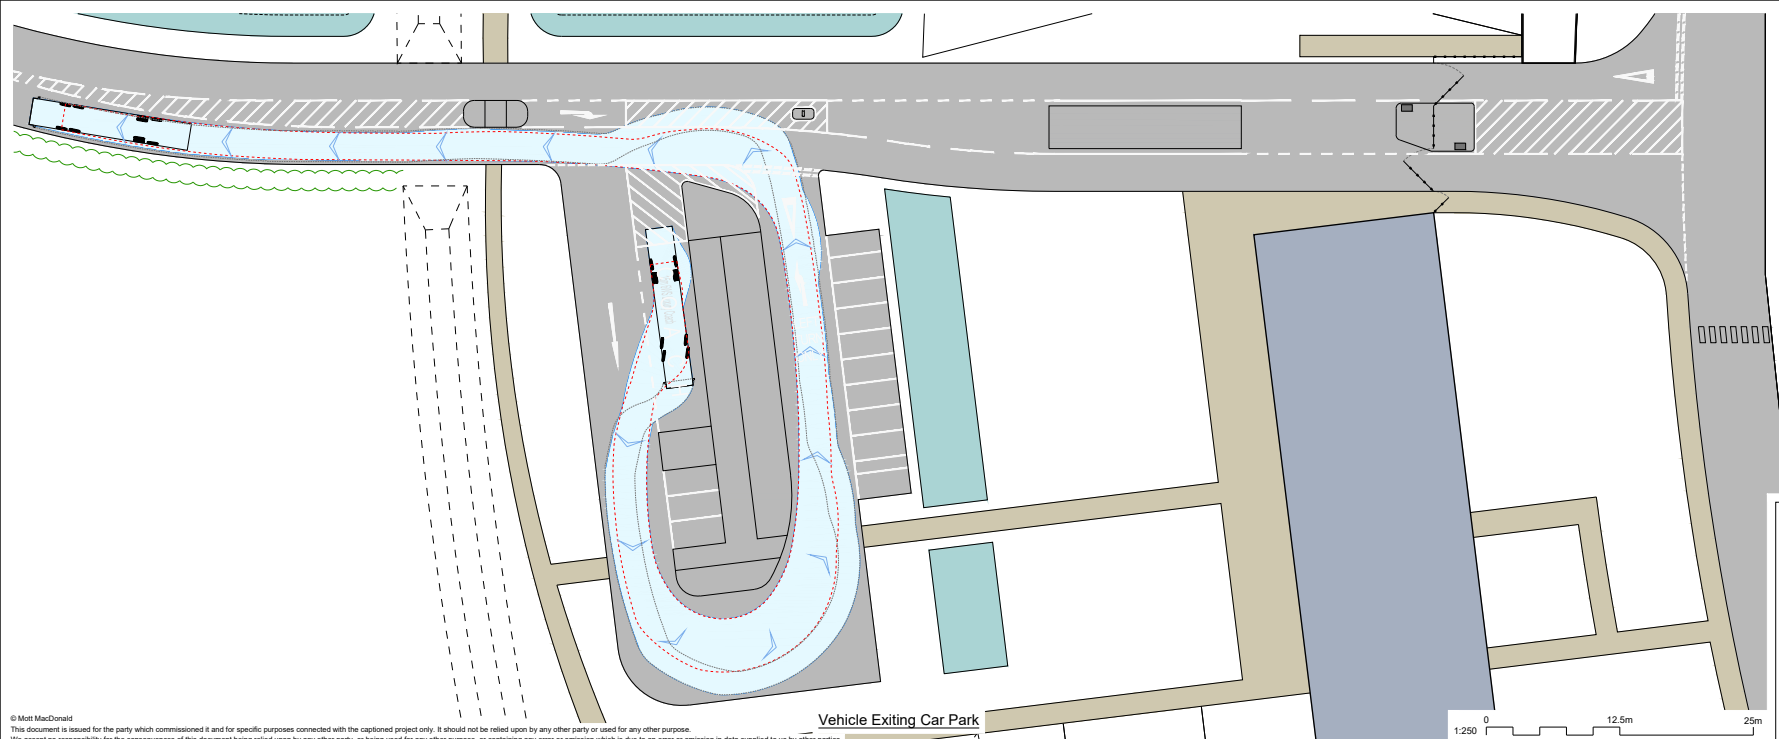 © Mott MacDonald
This document is issued for the party which commissioned it and for specific purposes connected with the captioned project only. It should not be relied upon by any other party or used for any other purpose.
Vehicle Exiting Car Park
0 12.5m 25m
1:250